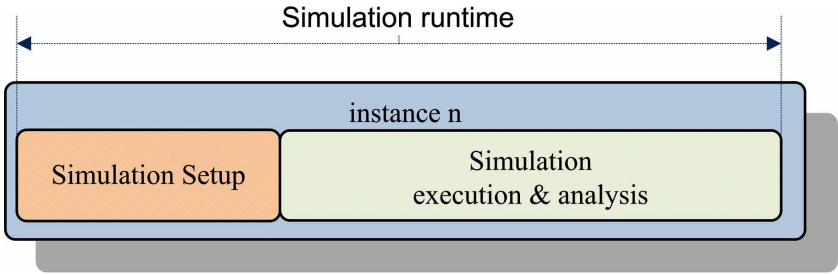 Simulation runtime
instance n
Simulation Setup
Simulation
execution & analysis